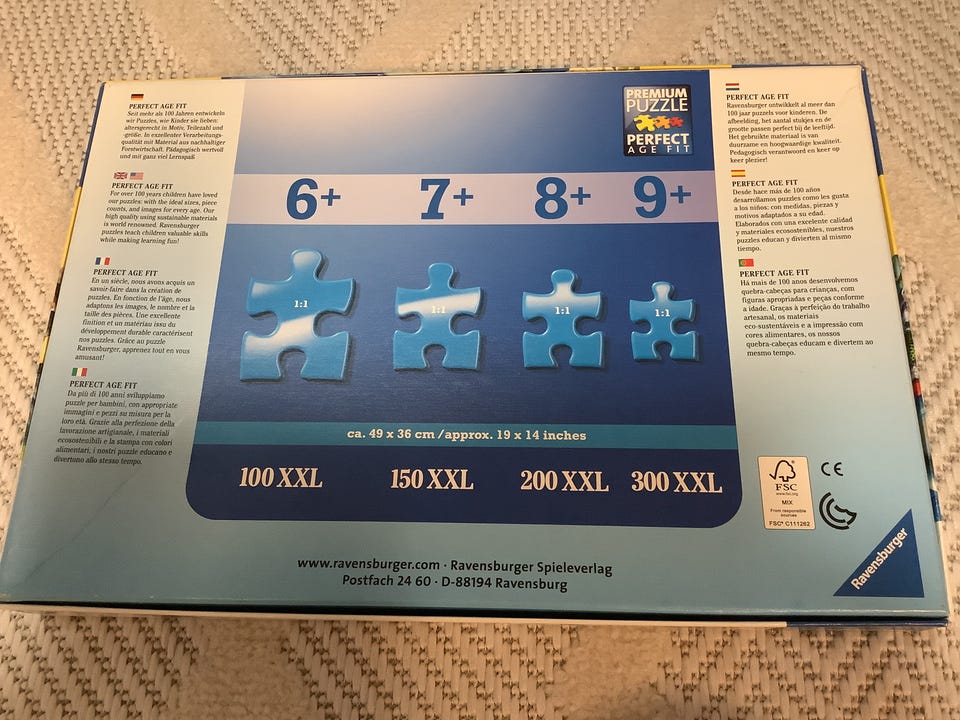 PERFECT AGE FIT
Seit mehr als 100 Jahren entwickeln
wir Puzzles, wie Kinder sie lieben:
altersgerecht in Motiv, Teilezahl und
-größe. In exzellenter Verarbeitungs-
qualität mit Material aus nachhaltiger
Forstwirtschaft. Pädagogisch wertvoll
und mit ganz viel Lernspaß
PERFECT AGE FIT
For over 100 years children have loved
our puzzles: with the ideal sizes, piece
counts, and images for every age. Our
high quality using sustainable materials
is world renowned. Ravensburger
puzzles teach children valuable skills
while making learning fun!
PERFECT AGE FIT
En un siècle, nous avons acquis un
savoir-faire dans la création de
puzzles. En fonction de l'âge, nous
adaptons les images, le nombre et la
taille des pièces. Une excellente
finition et un matériau issu du
développement durable caractérisent
nos puzzles. Grâce au puzzle
Ravensburger, apprenez tout en vous
amusant!
PERFECT AGE FIT
Da più di 100 anni sviluppiamo
puzzle per bambini, con appropriate
immagini e pezzi su misura per la
loro età. Grazie alla perfezione della
lavorazione artigianale, i materiali
ecosostenibili e la stampa con colori
alimentari, i nostri puzzle educano e
divertono allo stesso tempo.
PREMIUM
PUZZLE
PERFECT
AGE FIT
6+ 7+ 8+ 9+
1:1 1:1 1:1 1:1
ca. 49 x 36 cm /approx. 19 x 14 inches
100 XXL 150 XXL 200 XXL 300 XXL
www.ravensburger.com · Ravensburger Spieleverlag
Postfach 24 60 · D-88194 Ravensburg
PERFECT AGE FIT
Ravensburger ontwikkelt al meer dan
100 jaar puzzels voor kinderen. De
afbeelding, het aantal stukjes en de
grootte passen perfect bij de leeftijd.
Het gebruikte materiaal is van
duurzame en hoogwaardige kwaliteit.
Pedagogisch verantwoord en keer op
keer plezier!
PERFECT AGE FIT
Desde hace más de 100 años
desarrollamos puzzles como les gusta
a los niños: con medidas, piezas y
motivos adaptados a su edad.
Elaborados con una excelente calidad
y materiales ecosostenibles, nuestros
puzzles educan y divierten al mismo
tiempo.
PERFECT AGE FIT
Há mais de 100 anos desenvolvemos
quebra-cabeças para crianças, com
figuras apropriadas e peças conforme
a idade. Graças à perfeição do trabalho
artesanal, os materiais
eco-sustentáveis e a impressão com
cores alimentares, os nossos
quebra-cabeças educam e divertem ao
mesmo tempo.
FSC
www.fsc.org
MIX
From responsible
sources
FSC® C111262
CE
Ravensburger